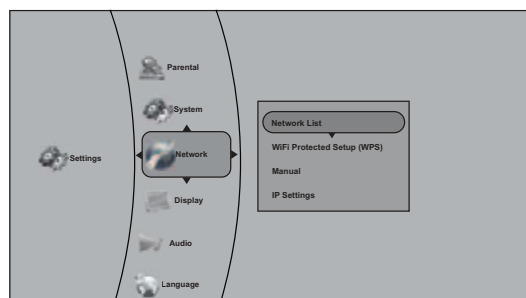 Parental
System
Settings
Network
Display
Audio
Language
Network List
WiFi Protected Setup (WPS)
Manual
IP Settings